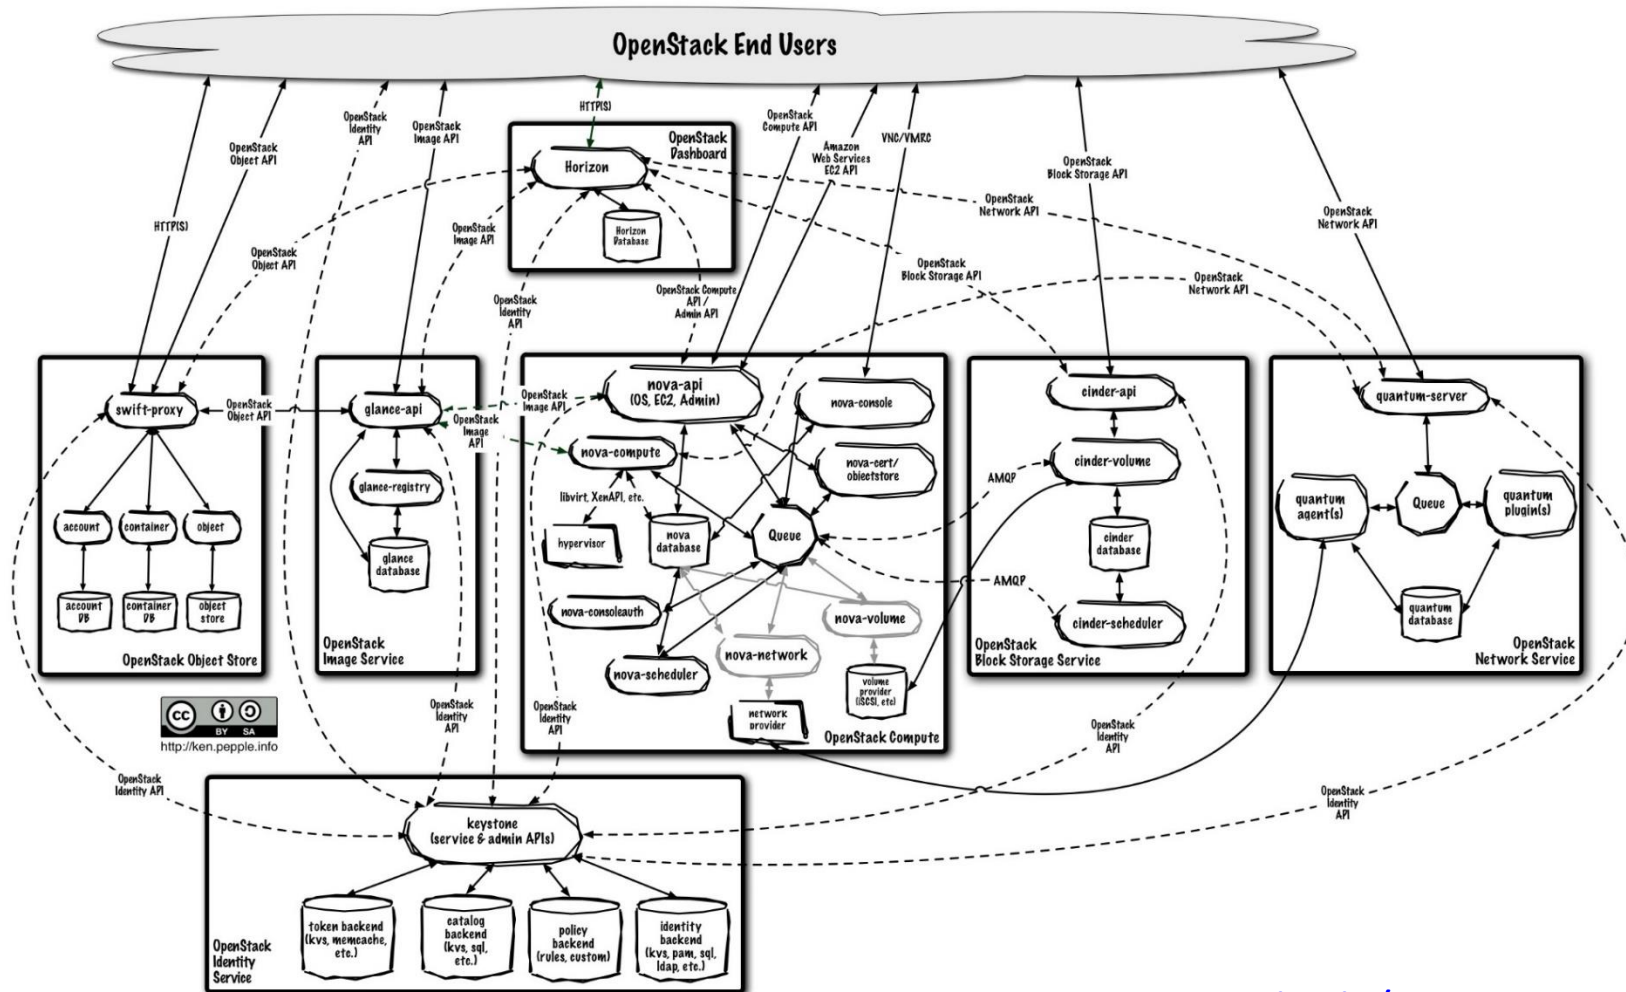 OpenStack End Users
HTTP(S)
OpenStack
Object API
OpenStack
Identity
API
OpenStack
Image API
HTTP(S)
OpenStack
Compute API
Amazon
Web Services
EC2 API
VNC/VMRC
OpenStack
Block Storage API
OpenStack
Network API
OpenStack
Dashboard
Horizon
Horizon
Database
OpenStack
Object API
OpenStack
Image API
OpenStack
Identity
API
OpenStack Compute
API /
Admin API
OpenStack
Block Storage API
OpenStack
Network API
OpenStack
Network API
swift-proxy
account
container
object
account
DB
container
DB
object
store
OpenStack Object Store
OpenStack
Object API
glance-api
glance-registry
glance
database
OpenStack
Image Service
OpenStack
Image API
OpenStack
Image API
nova-api
(OS, EC2, Admin)
nova-console
nova-compute
nova-cert/
objectstore
libvirt, XenAPI, etc.
hypervisor
nova
database
Queue
nova-consoleauth
nova-volume
nova-network
nova-scheduler
volume
provider
(iSCSI, etc)
network
provider
OpenStack Compute
AMQP
AMQP
cinder-api
cinder-volume
cinder
database
cinder-scheduler
OpenStack
Block Storage Service
quantum-server
quantum
agent(s)
Queue
quantum
plugin(s)
quantum
database
OpenStack
Network Service
cc
BY SA
http://ken.pepple.info
OpenStack
Identity API
OpenStack
Identity
API
OpenStack
Identity
API
OpenStack
Identity
API
OpenStack
Identity
API
keystone
(service & admin APIs)
token backend
(kvs, memcache,
etc.)
catalog
backend
(kvs, sql,
etc.)
policy
backend
(rules, custom)
identity
backend
(kvs, pam, sql,
ldap, etc.)
OpenStack
Identity
Service